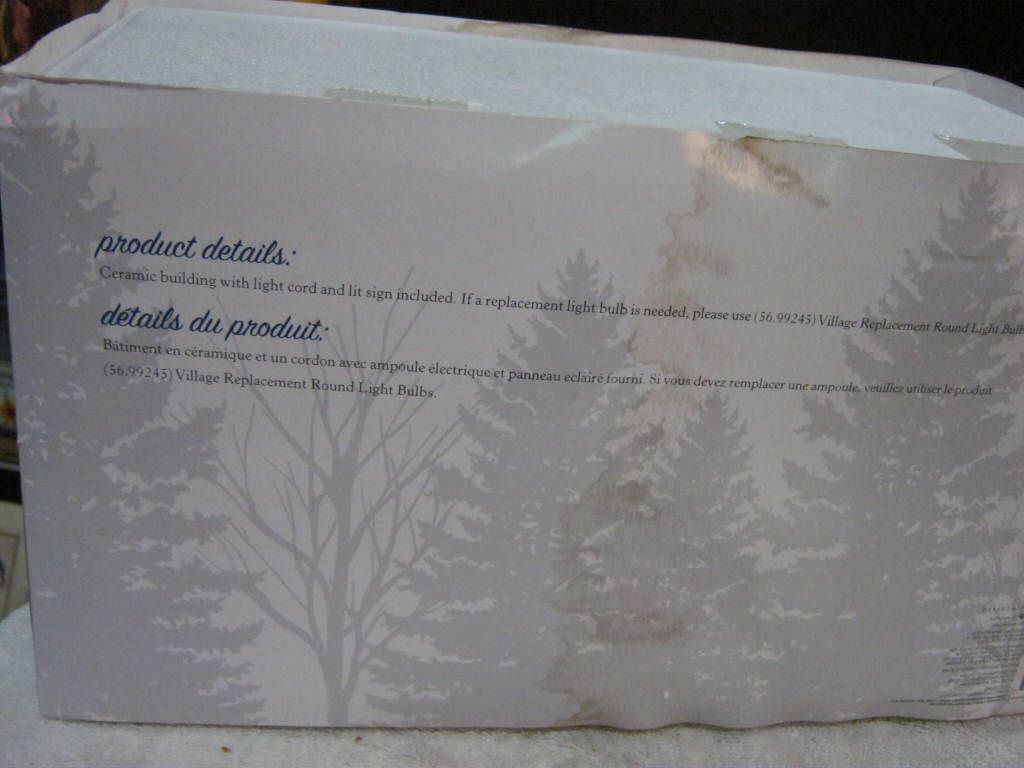 product details:
Ceramic building with light cord and lit sign included. If a replacement light bulb is needed, please use (56.99245) Village Replacement Round Light Bulb
détails du produit:
Bâtiment en céramique et un cordon avec ampoule électrique et panneau eclairé fourni. Si vous devez remplacer une ampoule, veuillez utiliser le produit
(56.99245) Village Replacement Round Light Bulbs.